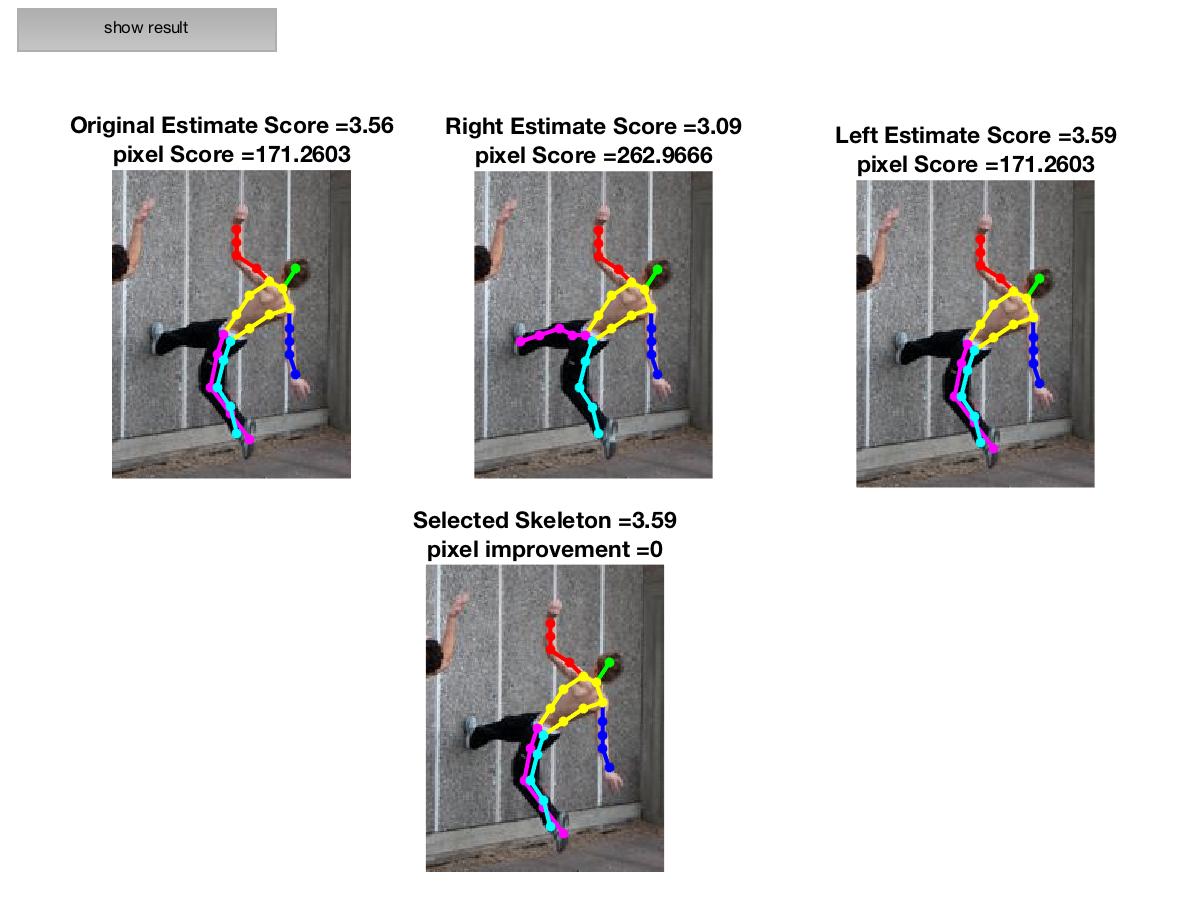 show result
Original Estimate Score =3.56
pixel Score =171.2603
Right Estimate Score =3.09
pixel Score =262.9666
Left Estimate Score =3.59
pixel Score =171.2603
Selected Skeleton =3.59
pixel improvement =0